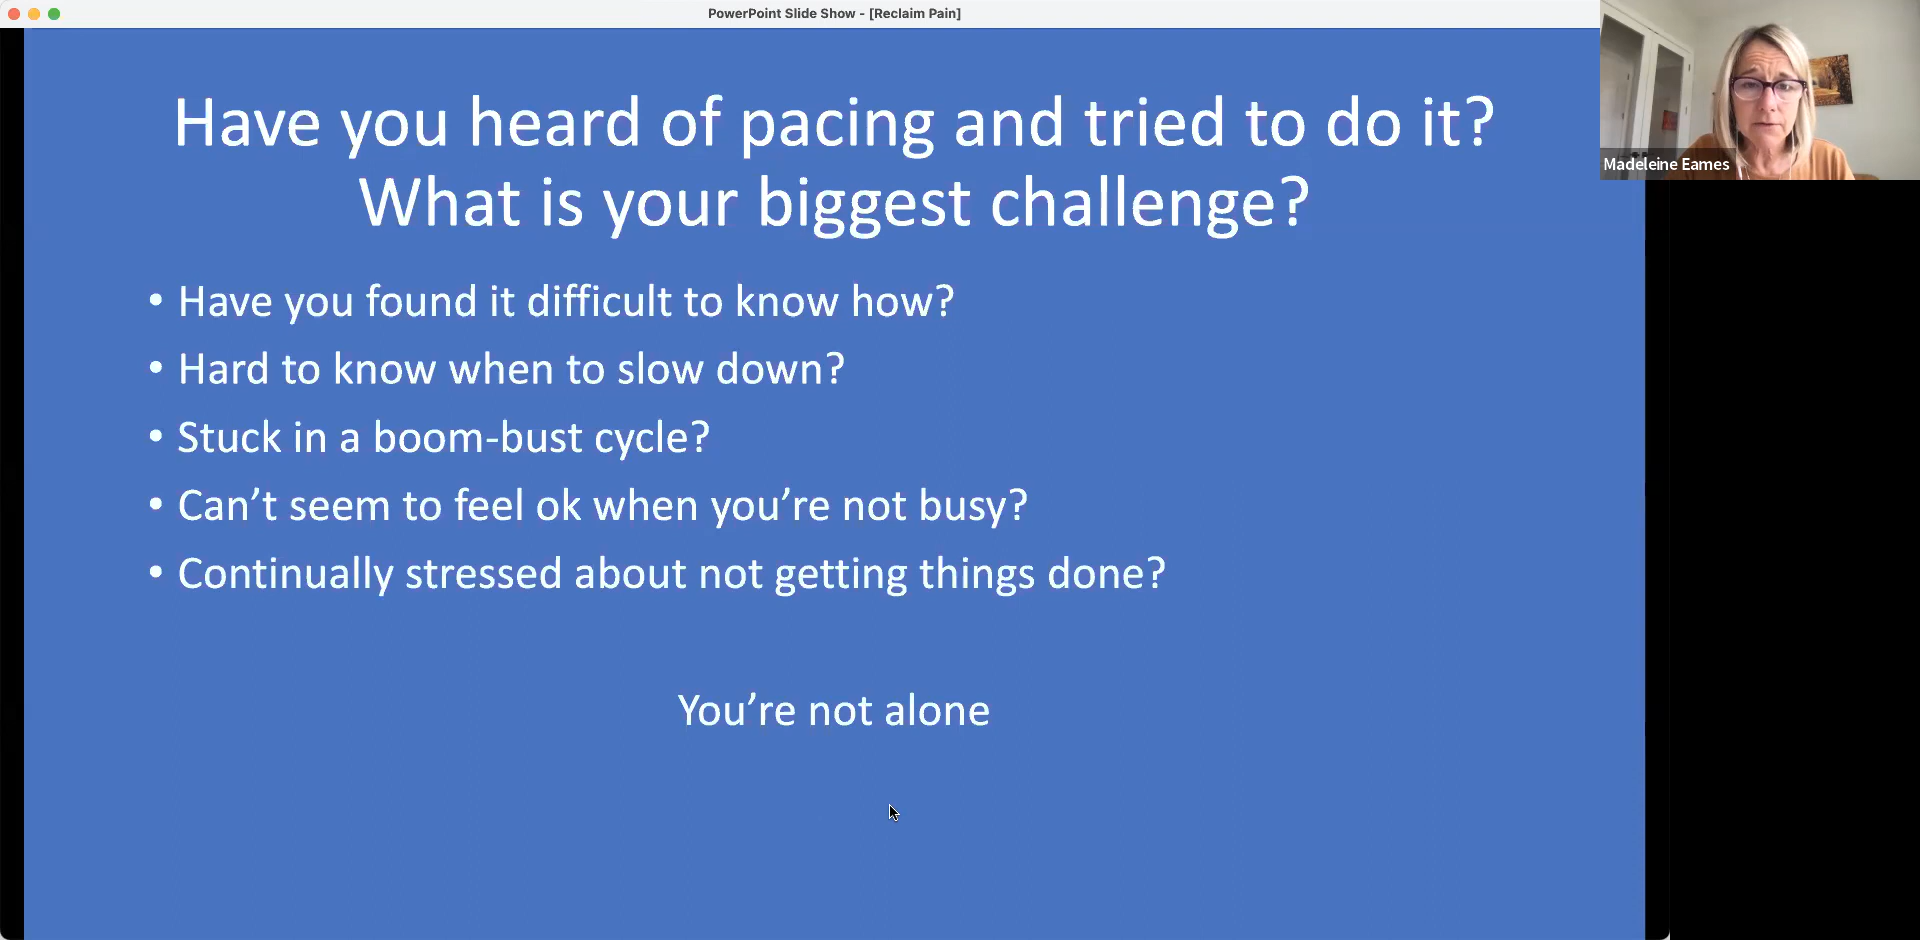 PowerPoint Slide Show - [Reclaim Pain]
Have you heard of pacing and tried to do it?
What is your biggest challenge?
• Have you found it difficult to know how?
• Hard to know when to slow down?
• Stuck in a boom-bust cycle?
• Can’t seem to feel ok when you’re not busy?
• Continually stressed about not getting things done?
You’re not alone
Madeleine Eames